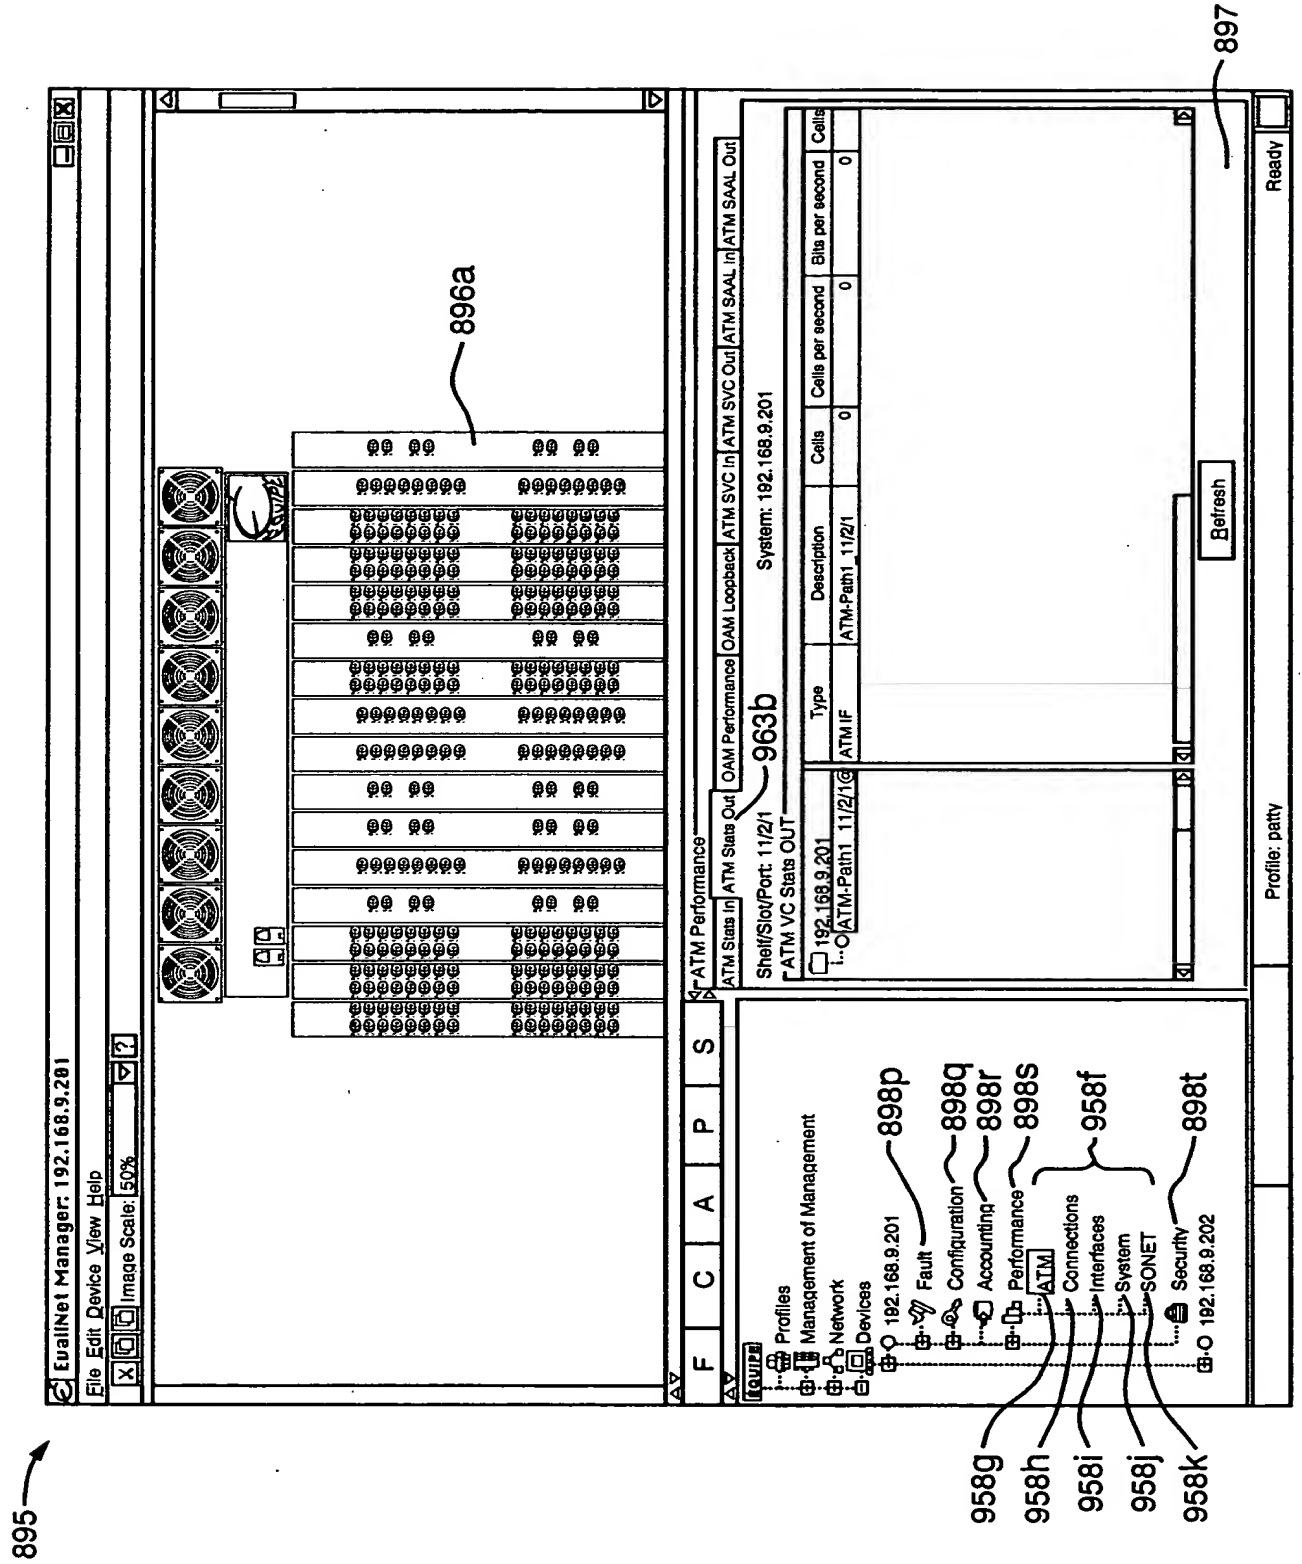 895
EualiNet Manager: 192.168.9.201
File Edit Device View Help
Image Scale: 50% ?
EQUIPE
896a
F C A P S
EQUIPE
Profiles
Management of Management
Network
Devices
192.168.9.201
Fault
Configuration
Accounting
Performance
ATM
Connections
Interfaces
System
SONET
Security
192.168.9.202
898p
898q
898r
898s
958f
898t
958g
958h
958i
958j
958k
ATM Performance
ATM Stats In ATM Stats Out OAM Performance OAM Loopback ATM SVC In ATM SVC Out ATM SAAL In ATM SAAL Out
963b
Shelf/Slot/Port: 11/2/1 System: 192.168.9.201
ATM VC Stats OUT
192.168.9.201
ATM-Path1_11/2/1@
Type Description Cells Cells per second Bits per second Cells
ATM IF ATM-Path1_11/2/1 0 0 0
Refresh
897
Profile: patty Ready